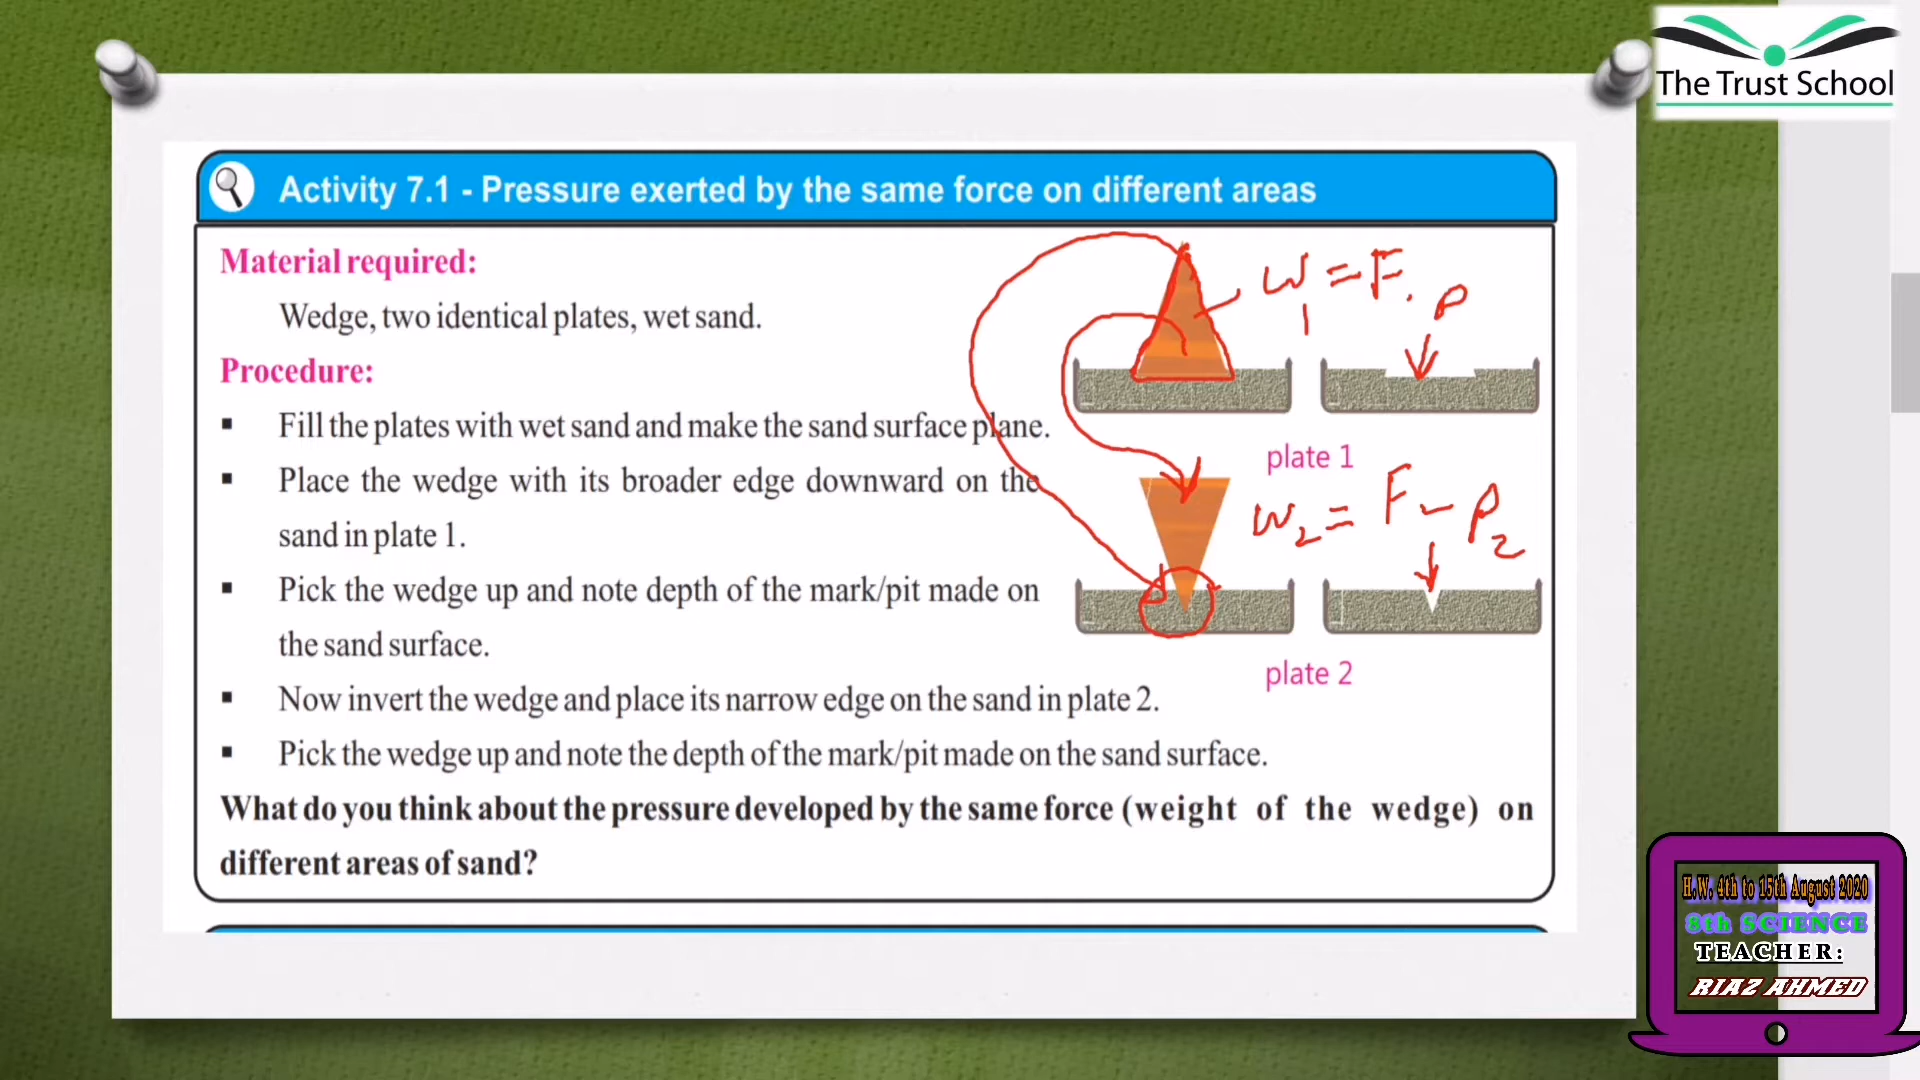 The Trust School
Activity 7.1 - Pressure exerted by the same force on different areas
Material required:
Wedge, two identical plates, wet sand.
Procedure:
▪ Fill the plates with wet sand and make the sand surface plane.
▪ Place the wedge with its broader edge downward on the
sand in plate 1.
▪ Pick the wedge up and note depth of the mark/pit made on
the sand surface.
▪ Now invert the wedge and place its narrow edge on the sand in plate 2.
▪ Pick the wedge up and note the depth of the mark/pit made on the sand surface.
What do you think about the pressure developed by the same force (weight of the wedge) on
different areas of sand?
W1 = F, P
plate 1
W2 = F - P2
plate 2
H.W. 4th to 15th August 2020
8th SCIENCE
TEACHER:
RIAZ AHMED